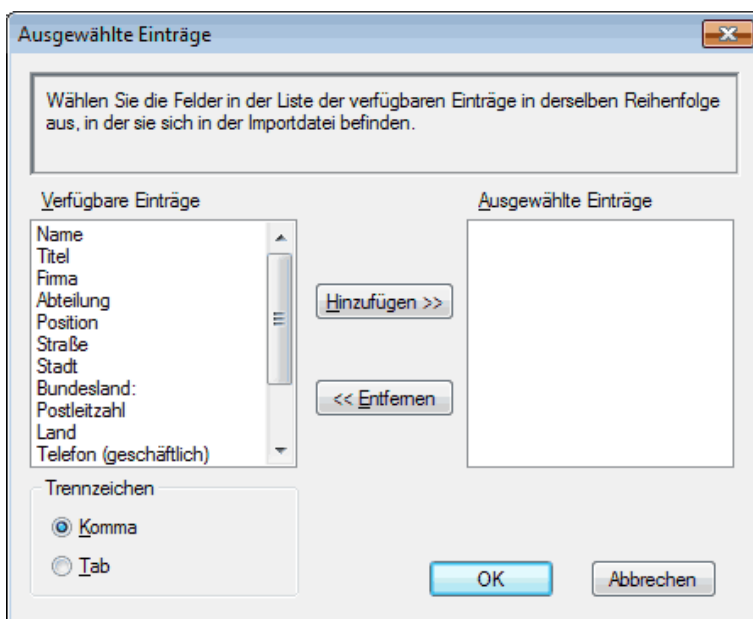 Ausgewählte Einträge
Wählen Sie die Felder in der Liste der verfügbaren Einträge in derselben Reihenfolge
aus, in der sie sich in der Importdatei befinden.
Verfügbare Einträge
Name
Titel
Firma
Abteilung
Position
Straße
Stadt
Bundesland:
Postleitzahl
Land
Telefon (geschäftlich)
Hinzufügen >>
<< Entfernen
Ausgewählte Einträge
Trennzeichen
Komma
Tab
OK
Abbrechen